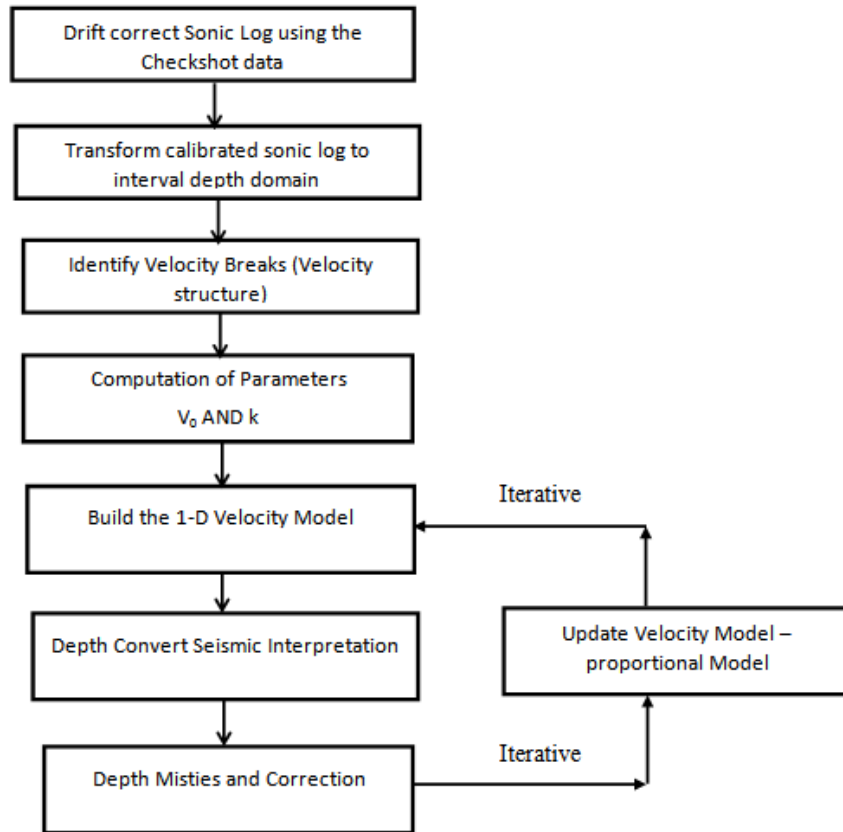 Drift correct Sonic Log using the
Checkshot data
Transform calibrated sonic log to
interval depth domain
Identify Velocity Breaks (Velocity
structure)
Computation of Parameters
V₀ AND k
Build the 1-D Velocity Model
Iterative
Depth Convert Seismic Interpretation
Update Velocity Model –
proportional Model
Iterative
Depth Misties and Correction